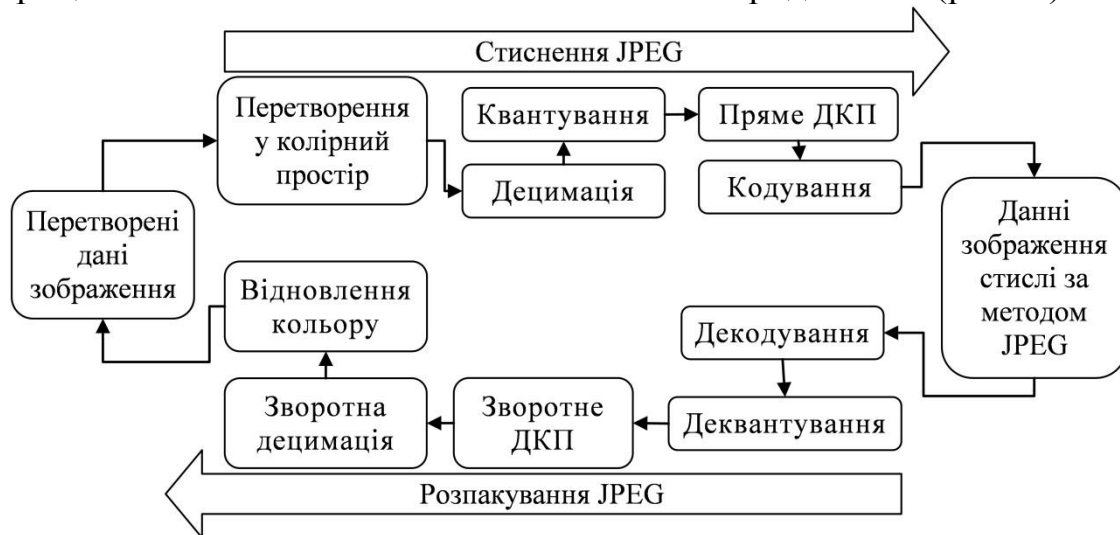 Стиснення JPEG
Перетворення
у колірний
простір
Квантування
Децимація
Пряме ДКП
Кодування
Перетворені
дані
зображення
Данні
зображення
стислі за
методом
JPEG
Відновлення
кольору
Декодування
Деквантування
Зворотне
ДКП
Зворотна
децимація
Розпакування JPEG